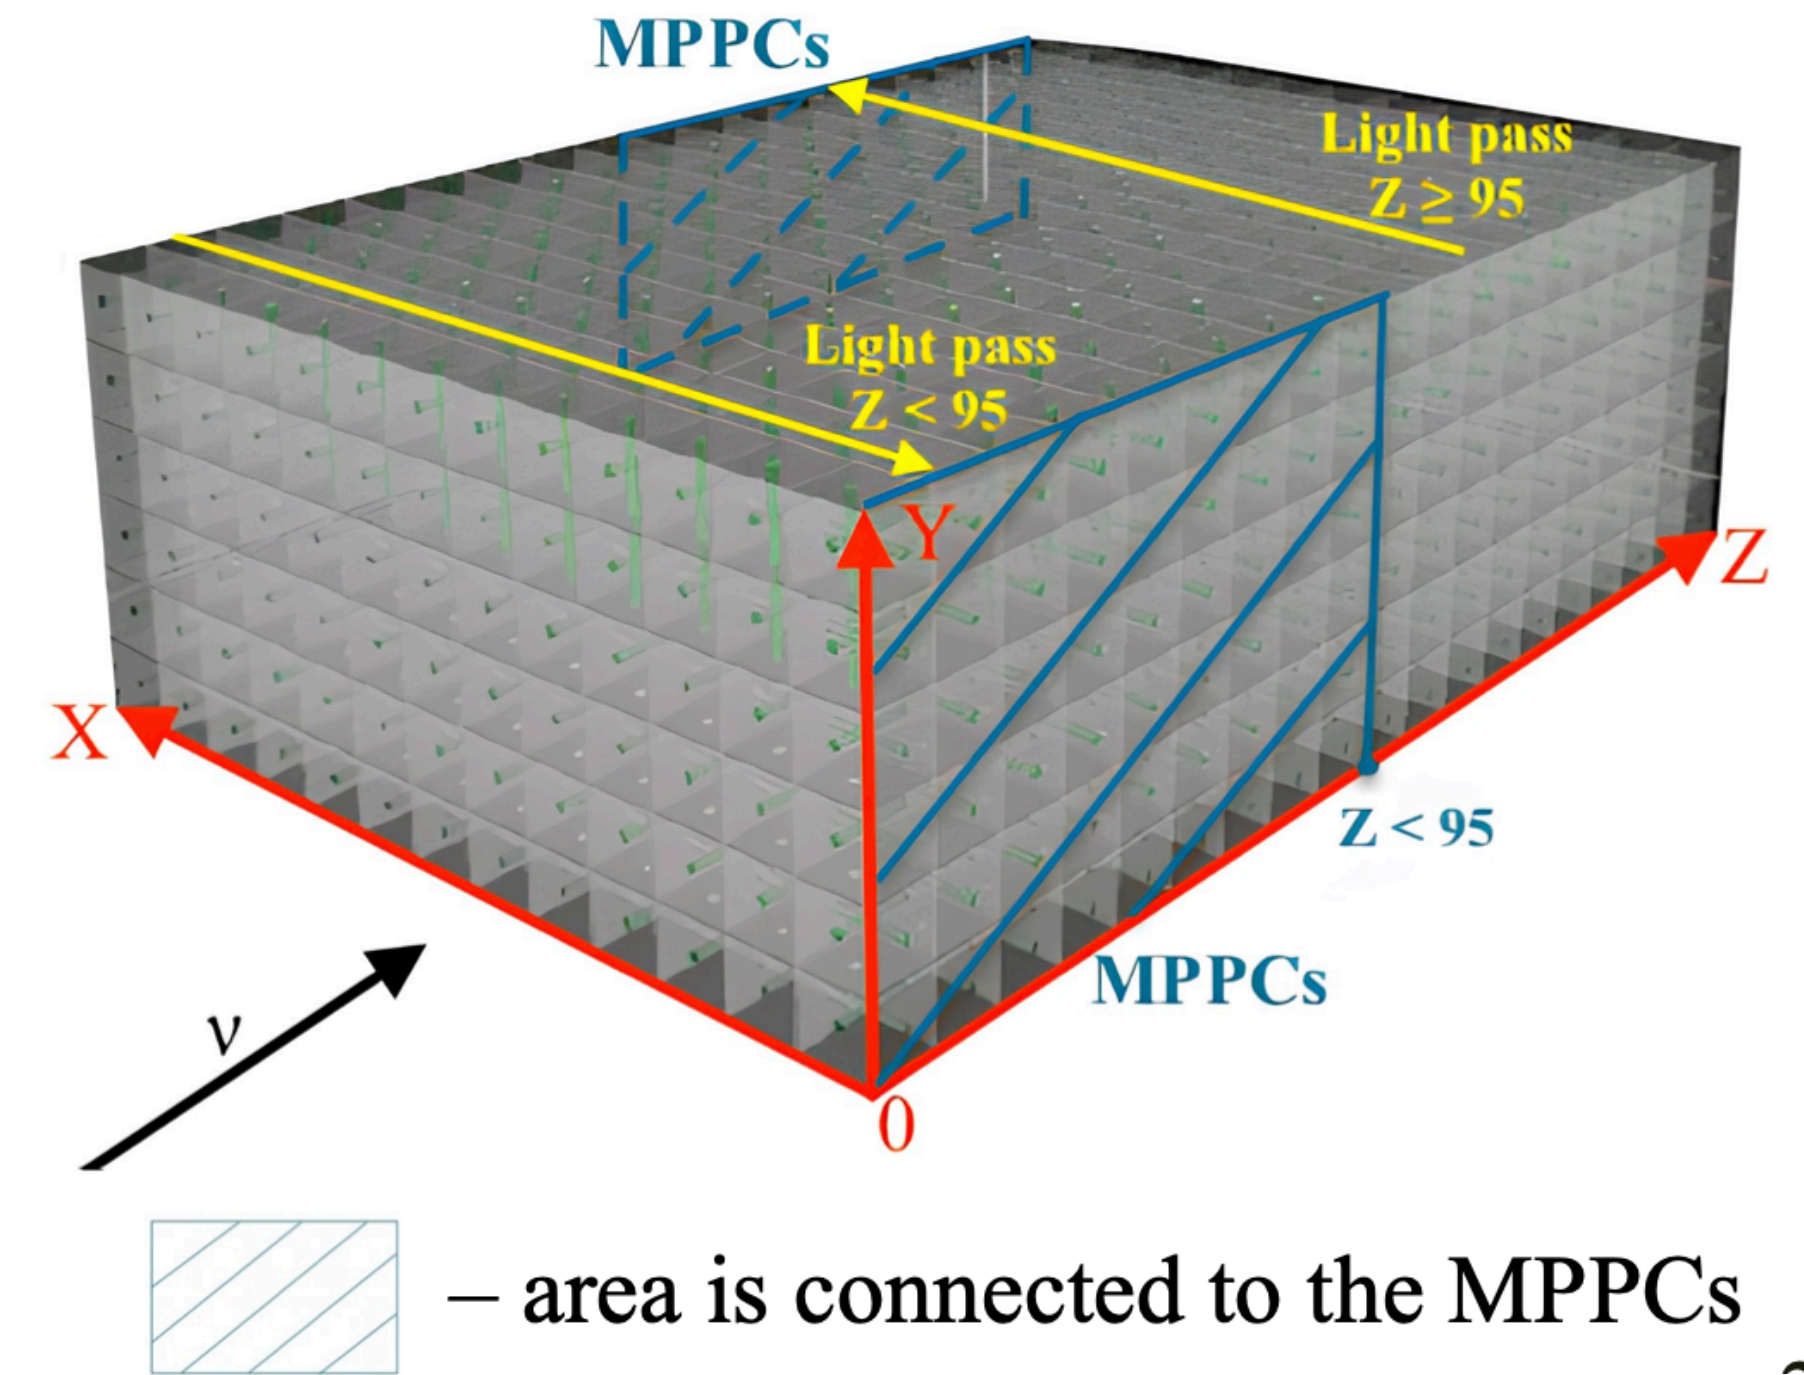 MPPCs
Light pass
Z ≥ 95
Light pass
Z < 95
Y
Z
X
Z < 95
MPPCs
ν
0
– area is connected to the MPPCs